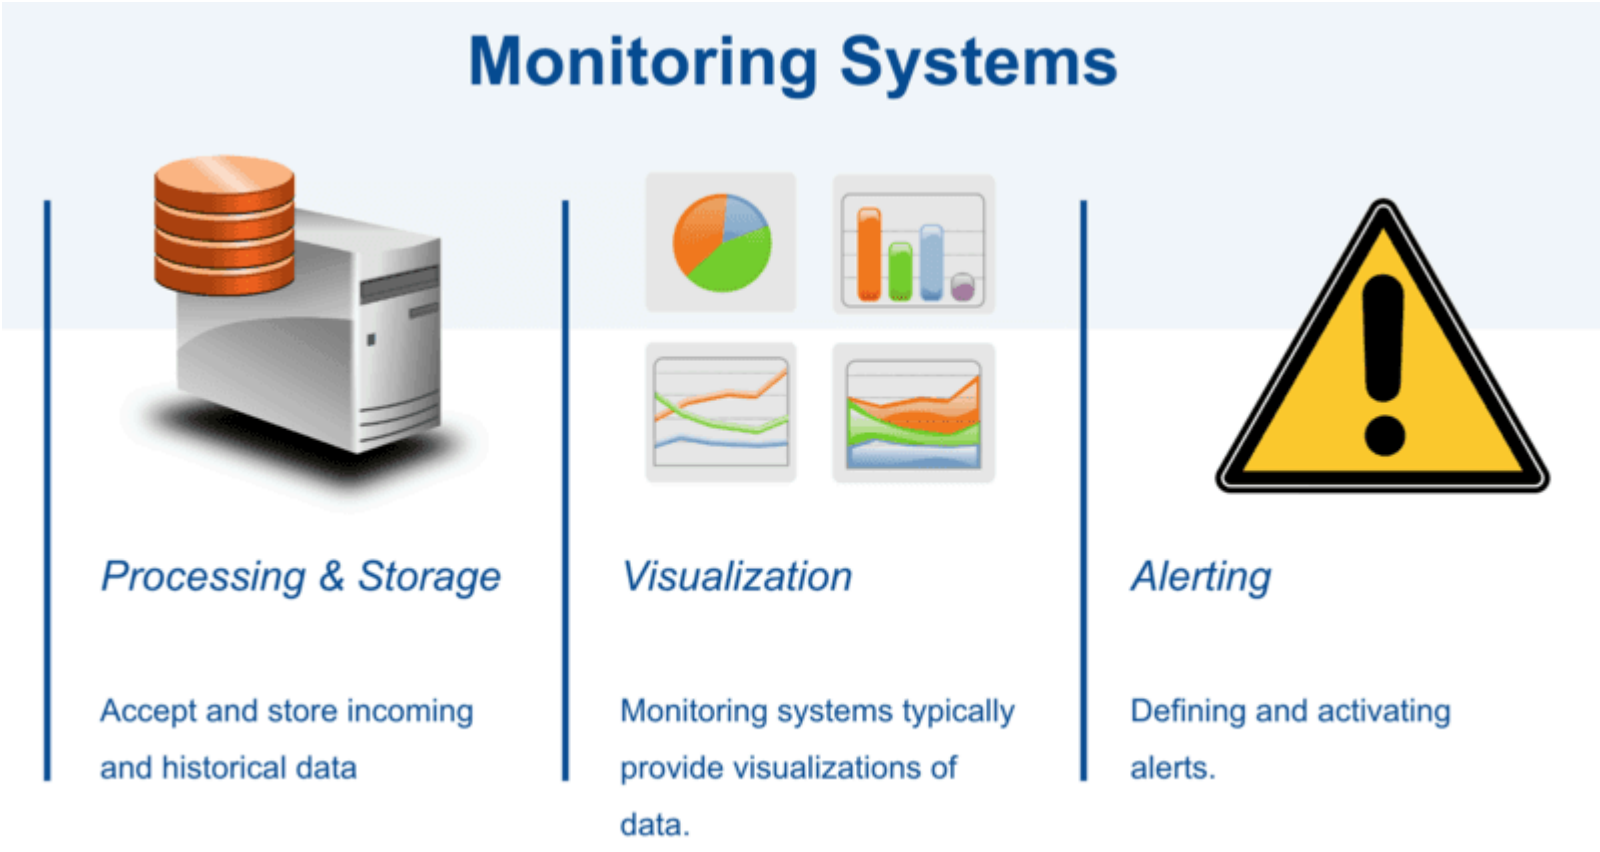 Monitoring Systems
Processing & Storage
Accept and store incoming
and historical data
Visualization
Monitoring systems typically
provide visualizations of
data.
Alerting
Defining and activating
alerts.